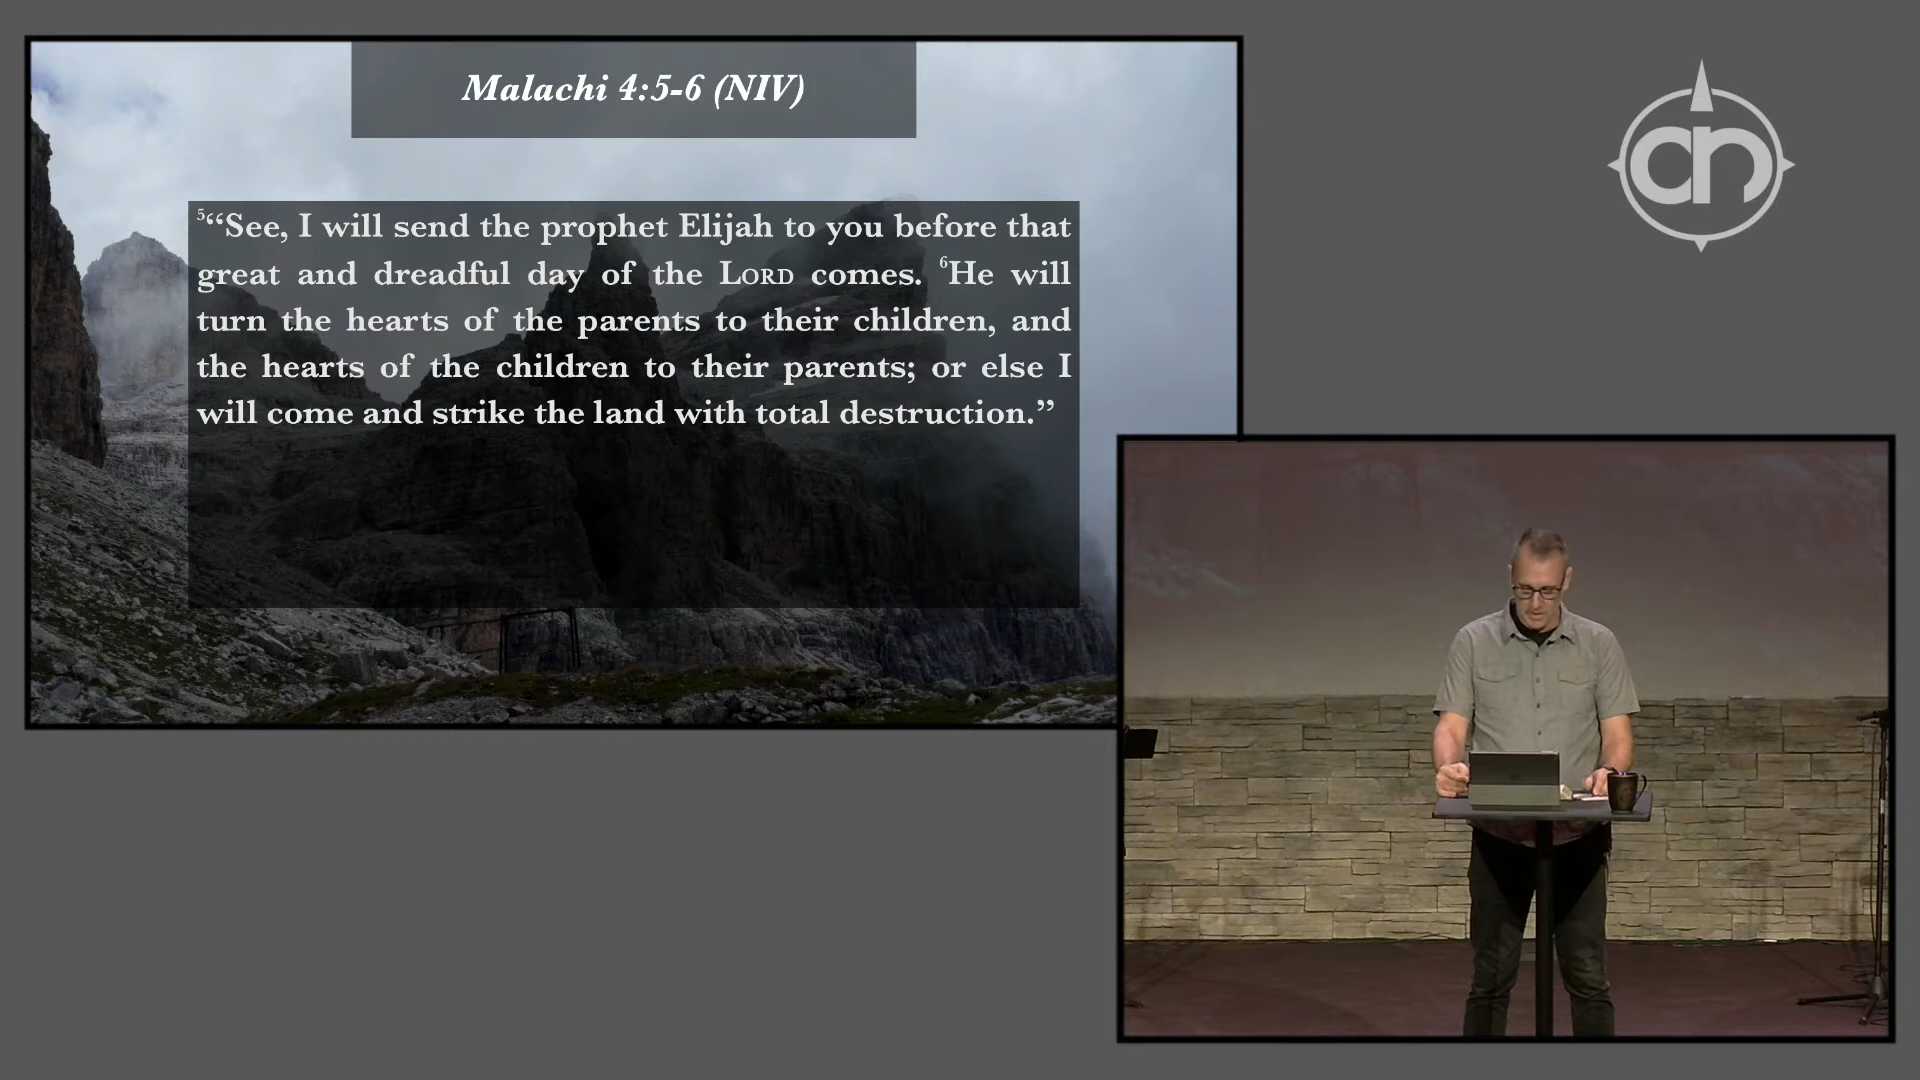 Malachi 4:5-6 (NIV)
⁵“See, I will send the prophet Elijah to you before that
great and dreadful day of the LORD comes. ⁶He will
turn the hearts of the parents to their children, and
the hearts of the children to their parents; or else I
will come and strike the land with total destruction.”
cn